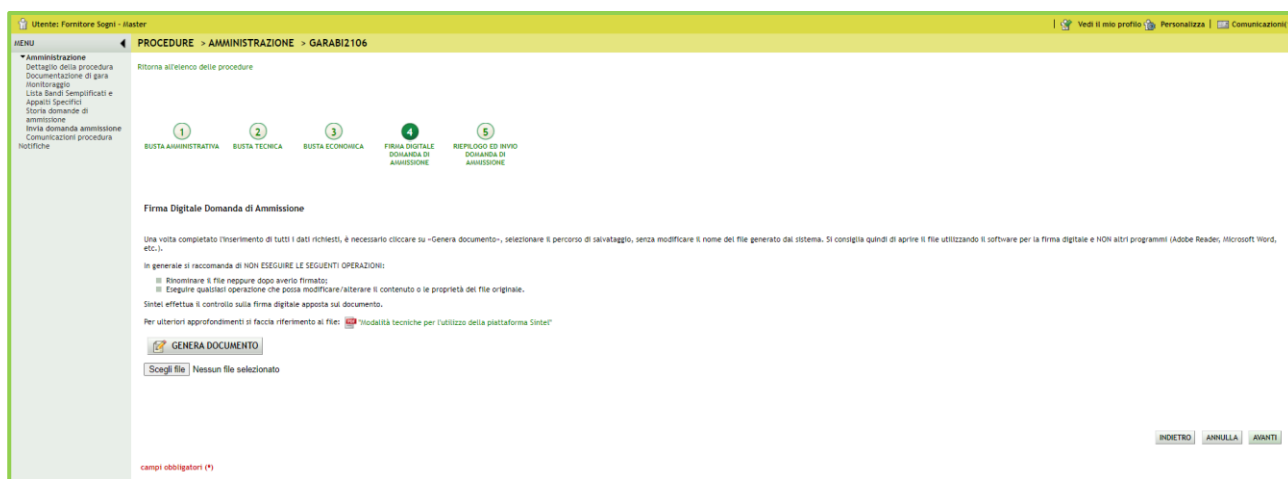 Utente: Fornitore Sogni - Master
Vedi il mio profilo
Personalizza
Comunicazioni(
MENU
PROCEDURE > AMMINISTRAZIONE > GARABI2106
Amministrazione
Dettaglio della procedura
Documentazione di gara
Monitoraggio
Lista Bandi Semplificati e
Appalti Specifici
Storia domande di
ammissione
Invia domanda ammissione
Comunicazioni procedura
Notifiche
Ritorna all'elenco delle procedure
1
BUSTA AMMINISTRATIVA
2
BUSTA TECNICA
3
BUSTA ECONOMICA
4
FIRMA DIGITALE
DOMANDA DI
AMMISSIONE
5
RIEPILOGO ED INVIO
DOMANDA DI
AMMISSIONE
Firma Digitale Domanda di Ammissione
Una volta completato l'inserimento di tutti i dati richiesti, è necessario cliccare su «Genera documento», selezionare il percorso di salvataggio, senza modificare il nome del file generato dal sistema. Si consiglia quindi di aprire il file utilizzando il software per la firma digitale e NON altri programmi (Adobe Reader, Microsoft Word,
etc.).
In generale si raccomanda di NON ESEGUIRE LE SEGUENTI OPERAZIONI:
Rinominare il file neppure dopo averlo firmato;
Eseguire qualsiasi operazione che possa modificare/alterare il contenuto o le proprietà del file originale.
Sintel effettua il controllo sulla firma digitale apposta sul documento.
Per ulteriori approfondimenti si faccia riferimento al file: "Modalità tecniche per l'utilizzo della piattaforma Sintel"
GENERA DOCUMENTO
Scegli file Nessun file selezionato
INDIETRO ANNULLA AVANTI
campi obbligatori (*)